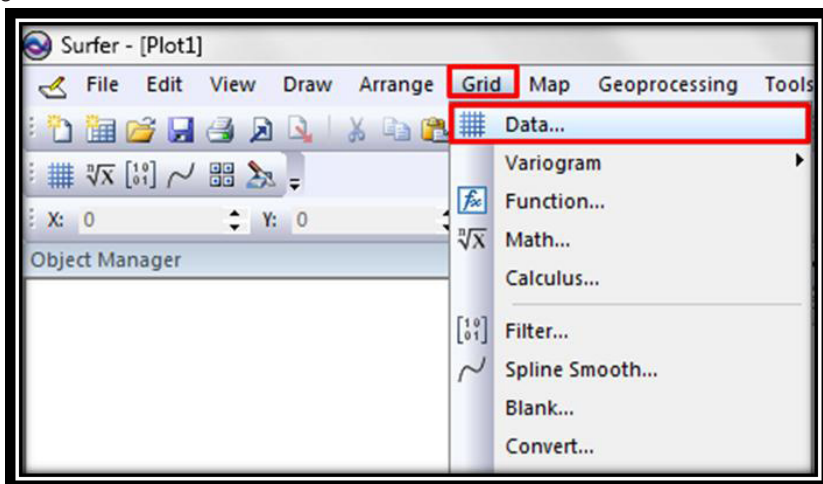 Surfer - [Plot1]
File Edit View Draw Arrange Grid Map Geoprocessing Tools
Data...
Variogram
Function...
Math...
Calculus...
Filter...
Spline Smooth...
Blank...
Convert...
X: 0 Y: 0
Object Manager